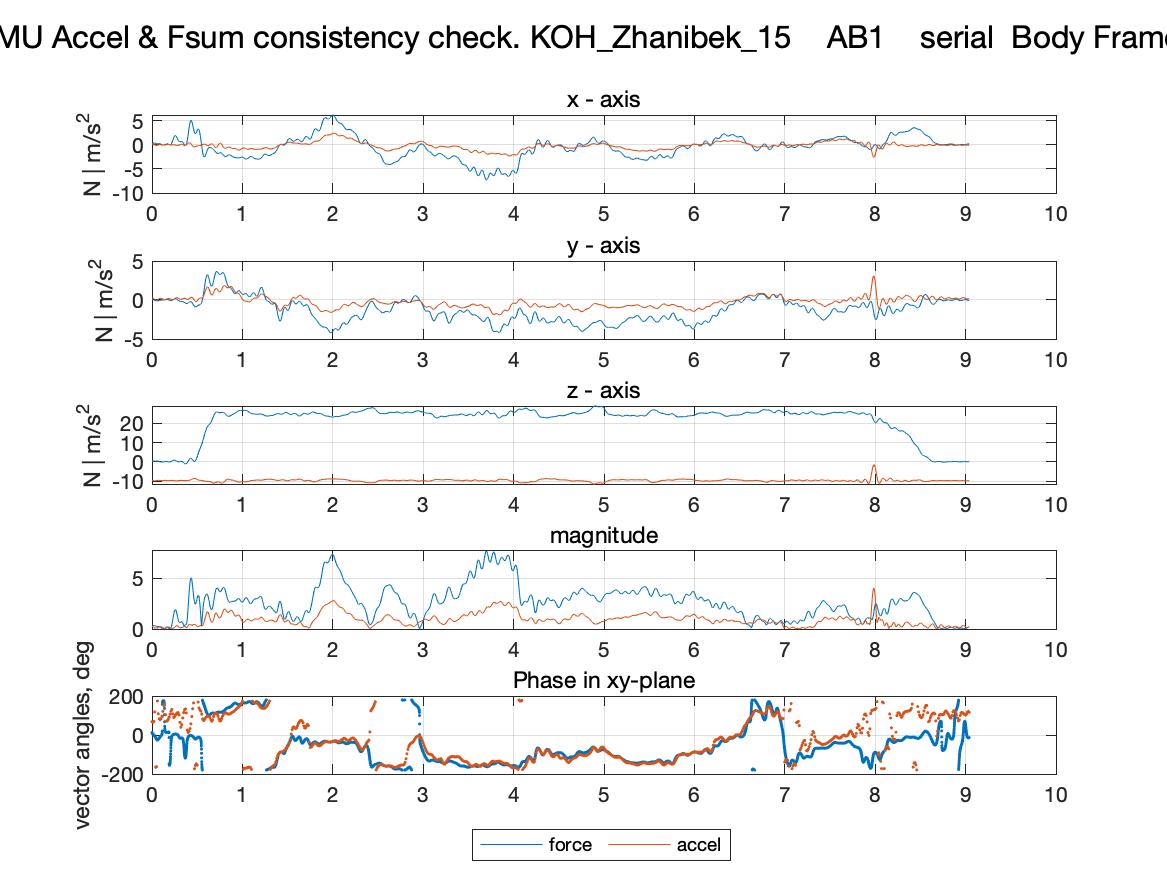 MU Accel & Fsum consistency check. KOH_Zhanibek_15 AB1 serial Body Frame
x - axis
N | m/s²
5
0
-5
-10
0 1 2 3 4 5 6 7 8 9 10
y - axis
N | m/s²
5
0
-5
0 1 2 3 4 5 6 7 8 9 10
z - axis
N | m/s²
20
10
0
-10
0 1 2 3 4 5 6 7 8 9 10
magnitude
5
0
0 1 2 3 4 5 6 7 8 9 10
Phase in xy-plane
vector angles, deg
200
0
-200
0 1 2 3 4 5 6 7 8 9 10
force accel